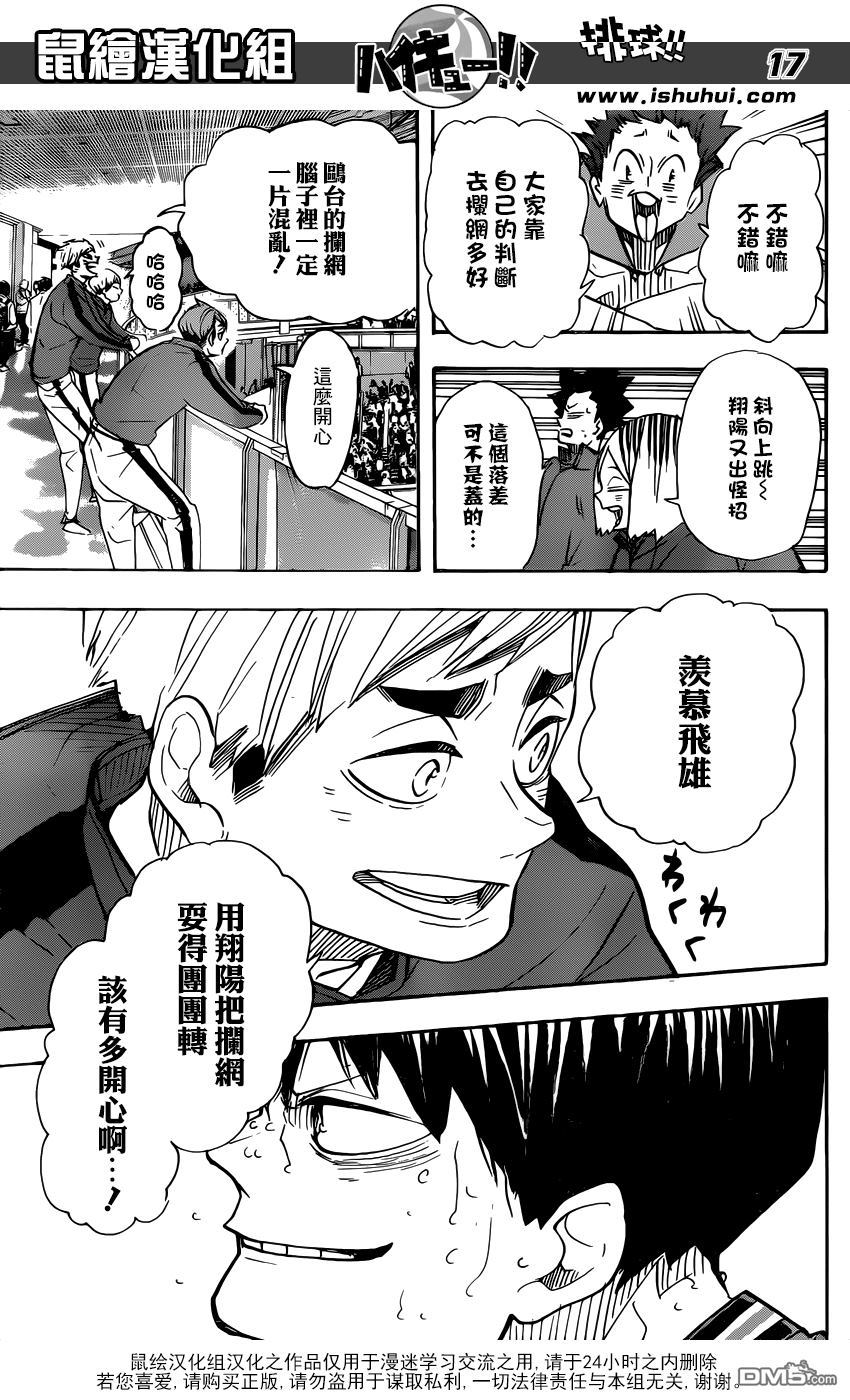 鼠繪漢化組
ハイキュー!!
排球!!
17
www.ishuhui.com
不錯嘛
不錯嘛
大家靠
自己的判斷
去攔網多好
斜向上跳~
翔陽又出怪招
這個落差
可不是蓋的…
鷗台的攔網
腦子裡一定
一片混亂!
哈哈哈
這麼開心
羨慕飛雄
わくわく
用翔陽把攔網
耍得團團轉
該有多開心啊…!
鼠绘汉化组汉化之作品仅用于漫迷学习交流之用, 请于24小时之内删除
若您喜爱, 请购买正版, 请勿用于谋取私利, 一切法律责任与本组无关, 谢谢。
DM5.com